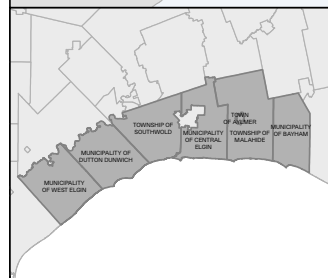 TOWNSHIP OF
SOUTHWOLD
TOWN
OF AYLMER
MUNICIPALITY
OF CENTRAL
ELGIN
TOWNSHIP OF
MALAHIDE
MUNICIPALITY
OF BAYHAM
MUNICIPALITY OF
DUTTON DUNWICH
MUNICIPALITY
OF WEST ELGIN